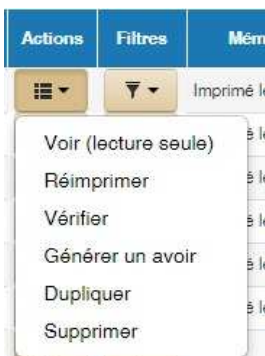 Actions Filtres Mém
Imprimé le
Voir (lecture seule)
Réimprimer
Vérifier
Générer un avoir
Dupliquer
Supprimer